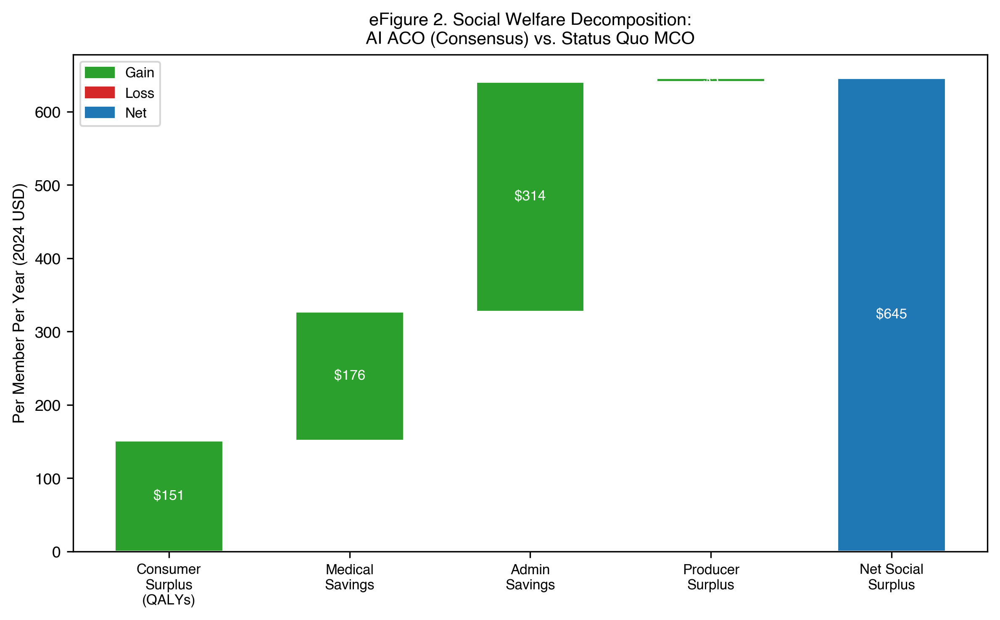 eFigure 2. Social Welfare Decomposition:
AI ACO (Consensus) vs. Status Quo MCO
Gain
Loss
Net
Per Member Per Year (2024 USD)
600
500
400
300
200
100
0
$151
$176
$314
$645
Consumer
Surplus
(QALYs)
Medical
Savings
Admin
Savings
Producer
Surplus
Net Social
Surplus